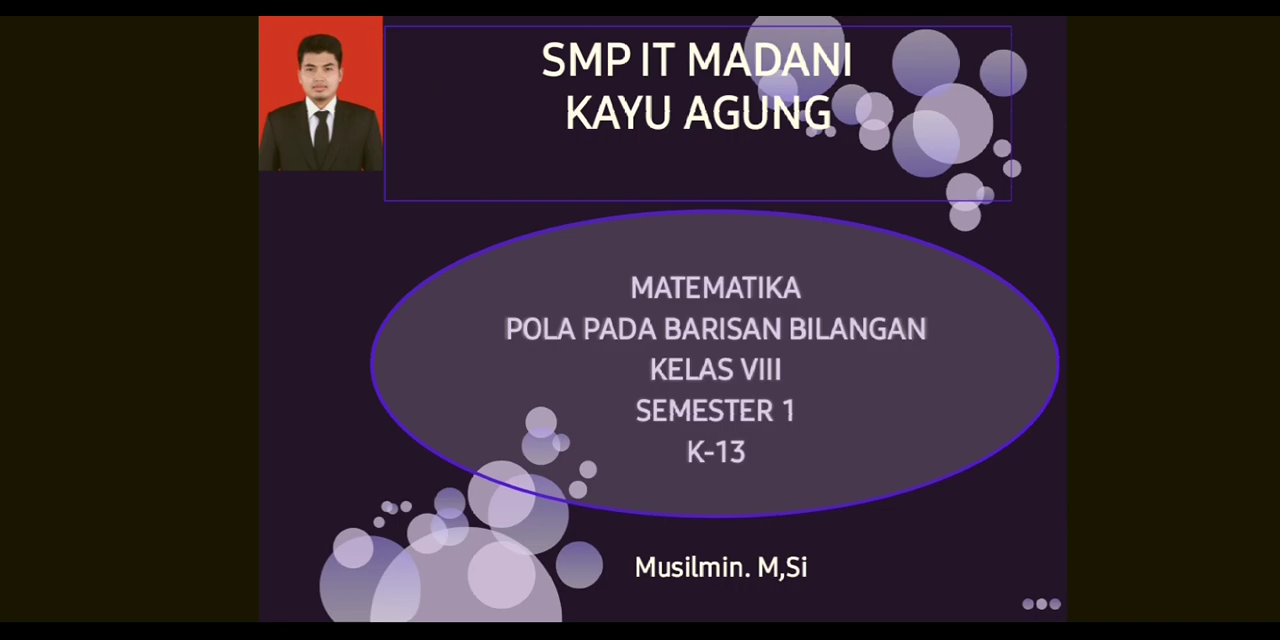 SMP IT MADANI
KAYU AGUNG
MATEMATIKA
POLA PADA BARISAN BILANGAN
KELAS VIII
SEMESTER 1
K-13
Musilmin. M,Si